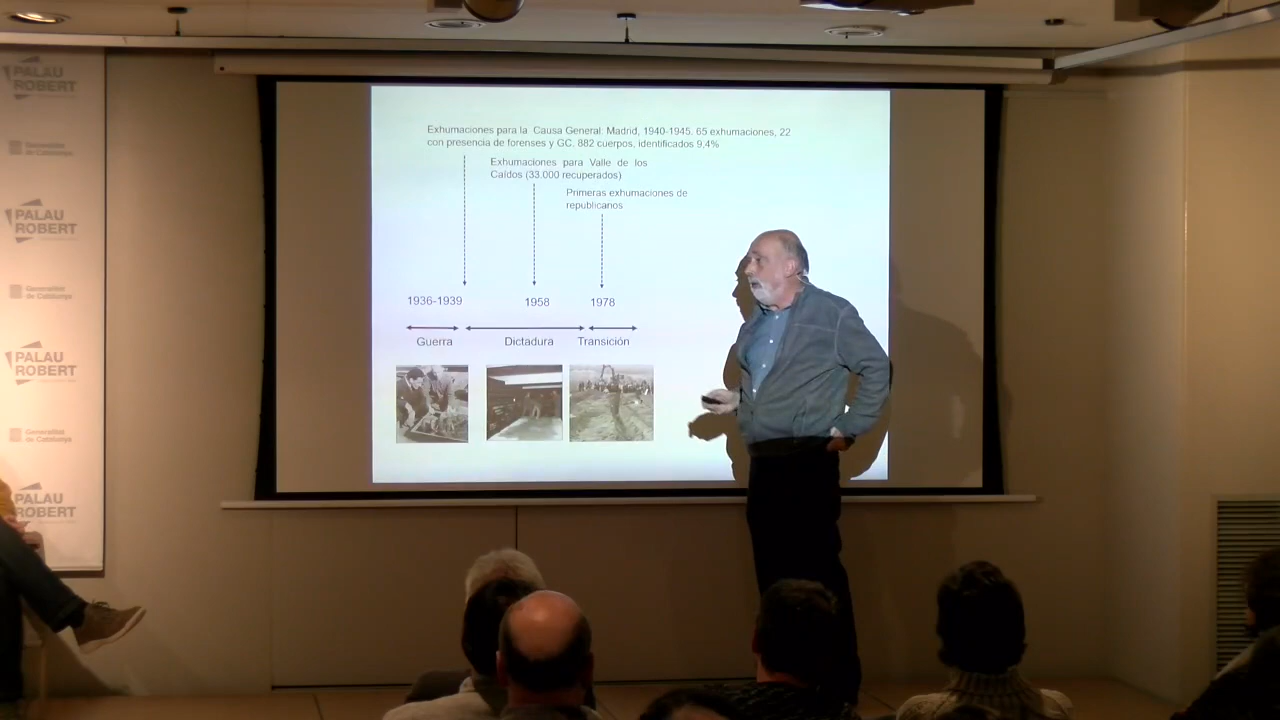 PALAU
ROBERT
Generalitat
de Catalunya
PALAU
ROBERT
Generalitat
de Catalunya
PALAU
ROBERT
Generalitat
de Catalunya
PALAU
ROBERT
Exhumaciones para la Causa General: Madrid, 1940-1945. 65 exhumaciones, 22
con presencia de forenses y GC. 882 cuerpos, identificados 9,4%
Exhumaciones para Valle de los
Caídos (33.000 recuperados)
Primeras exhumaciones de
republicanos
1936-1939
1958
1978
Guerra
Dictadura
Transición